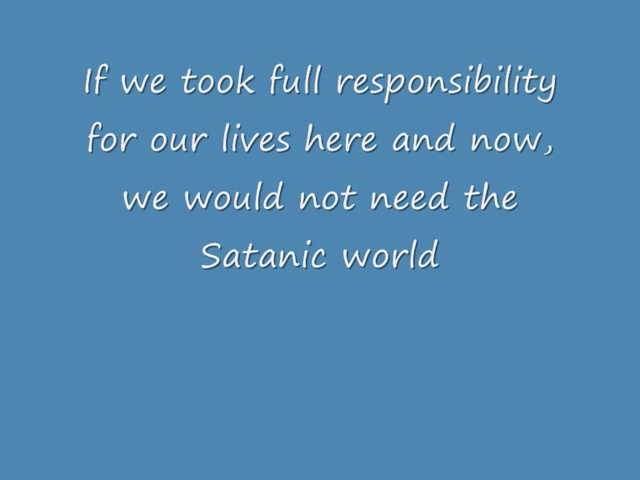 If we took full responsibility
for our lives here and now,
we would not need the
Satanic world